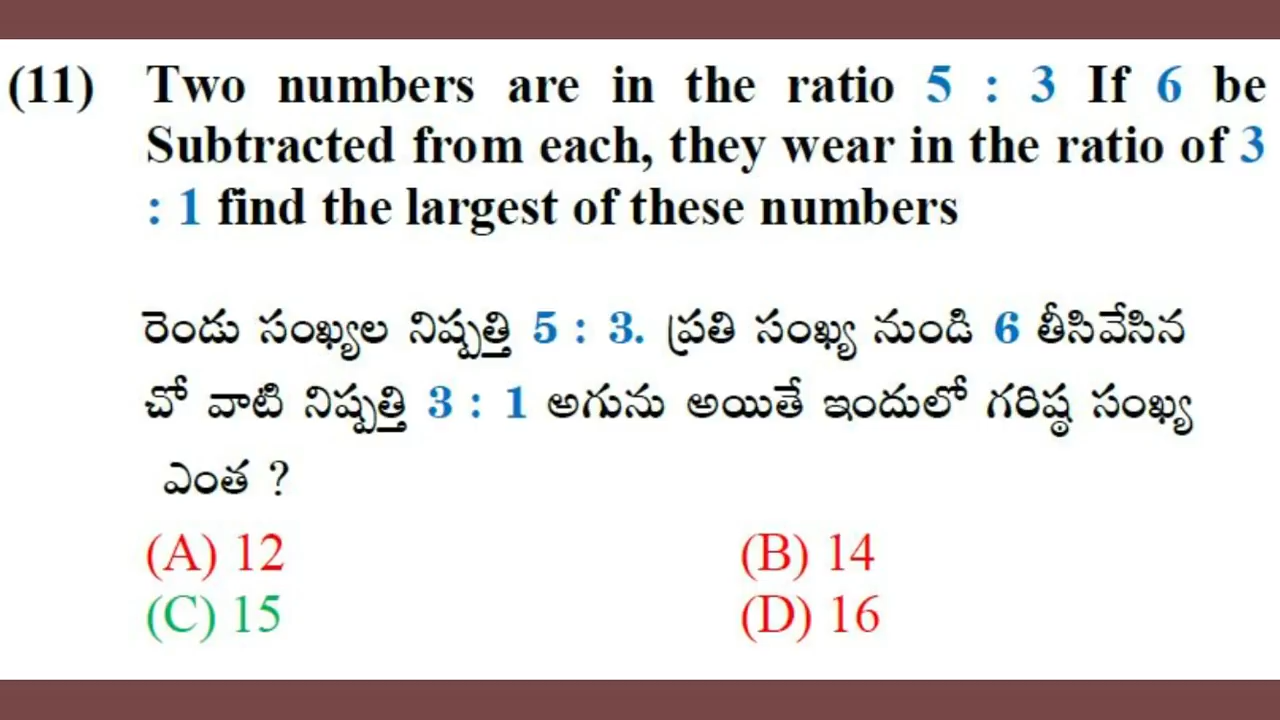 (11) Two numbers are in the ratio 5 : 3 If 6 be
Subtracted from each, they wear in the ratio of 3
: 1 find the largest of these numbers
రెండు సంఖ్యల నిష్పత్తి 5 : 3. ప్రతి సంఖ్య నుండి 6 తీసివేసిన
చో వాటి నిష్పత్తి 3 : 1 అగును అయితే ఇందులో గరిష్ఠ సంఖ్య
ఎంత ?
(A) 12 (B) 14
(C) 15 (D) 16